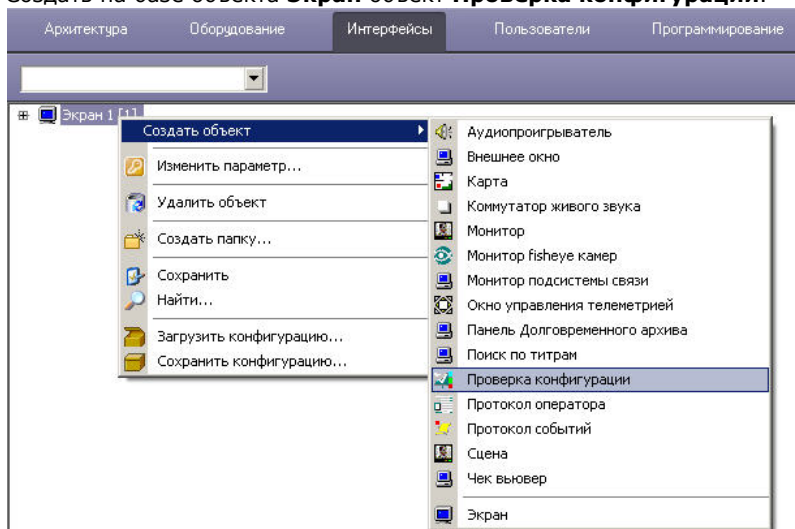 Создать на базе объекта Экран объект Проверка конфигурации.
Архитектура Оборудование Интерфейсы Пользователи Программирование
Экран 1 [1]
Создать объект
Изменить параметр...
Удалить объект
Создать папку...
Сохранить
Найти...
Загрузить конфигурацию...
Сохранить конфигурацию...
Аудиопроигрыватель
Внешнее окно
Карта
Коммутатор живого звука
Монитор
Монитор fisheye камер
Монитор подсистемы связи
Окно управления телеметрией
Панель Долговременного архива
Поиск по титрам
Проверка конфигурации
Протокол оператора
Протокол событий
Сцена
Чек вьювер
Экран